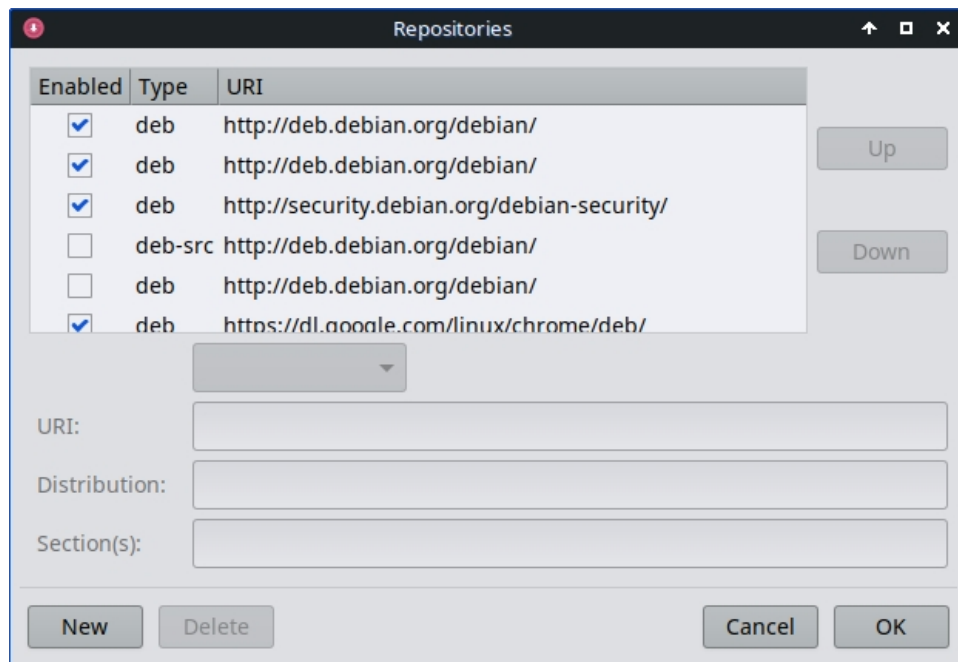 Repositories
Enabled Type URI
deb http://deb.debian.org/debian/
deb http://deb.debian.org/debian/
deb http://security.debian.org/debian-security/
deb-src http://deb.debian.org/debian/
deb http://deb.debian.org/debian/
deb https://dl.google.com/linux/chrome/deb/
Up
Down
URI:
Distribution:
Section(s):
New Delete Cancel OK